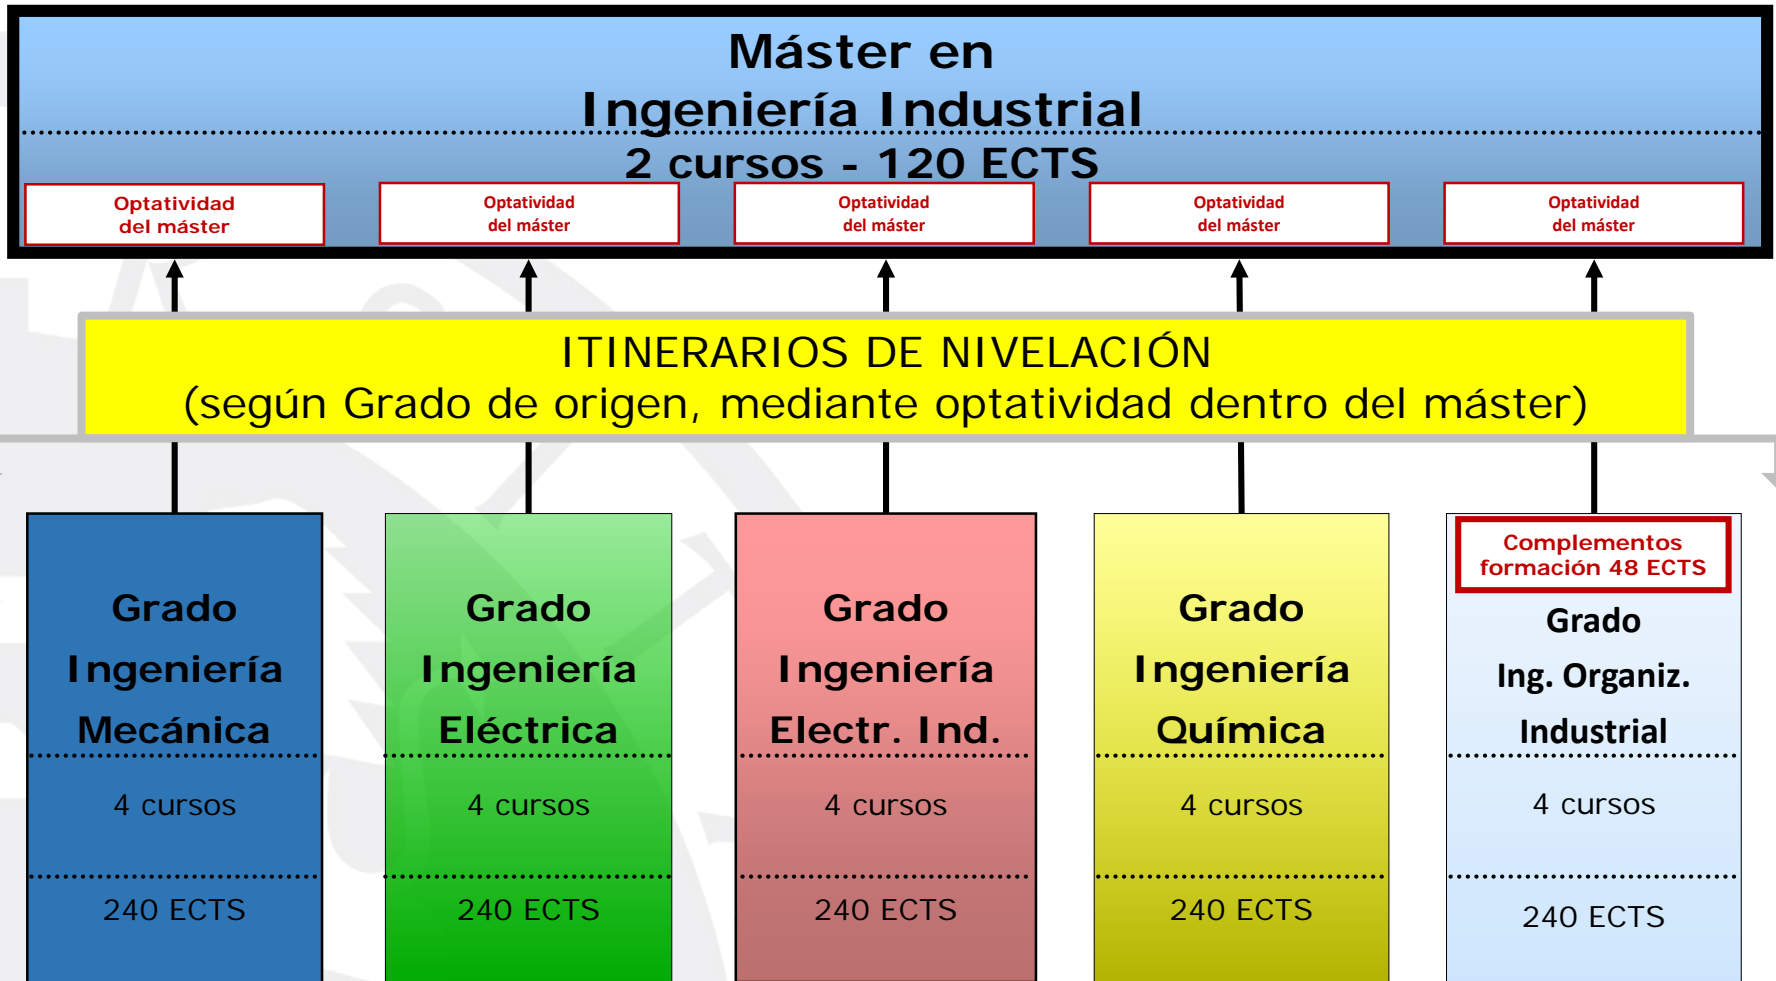 Máster en
Ingeniería Industrial
2 cursos - 120 ECTS
Optatividad
del máster
Optatividad
del máster
Optatividad
del máster
Optatividad
del máster
Optatividad
del máster
ITINERARIOS DE NIVELACIÓN
(según Grado de origen, mediante optatividad dentro del máster)
Grado
Ingeniería
Mecánica
4 cursos
240 ECTS
Grado
Ingeniería
Eléctrica
4 cursos
240 ECTS
Grado
Ingeniería
Electr. Ind.
4 cursos
240 ECTS
Grado
Ingeniería
Química
4 cursos
240 ECTS
Complementos
formación 48 ECTS
Grado
Ing. Organiz.
Industrial
4 cursos
240 ECTS